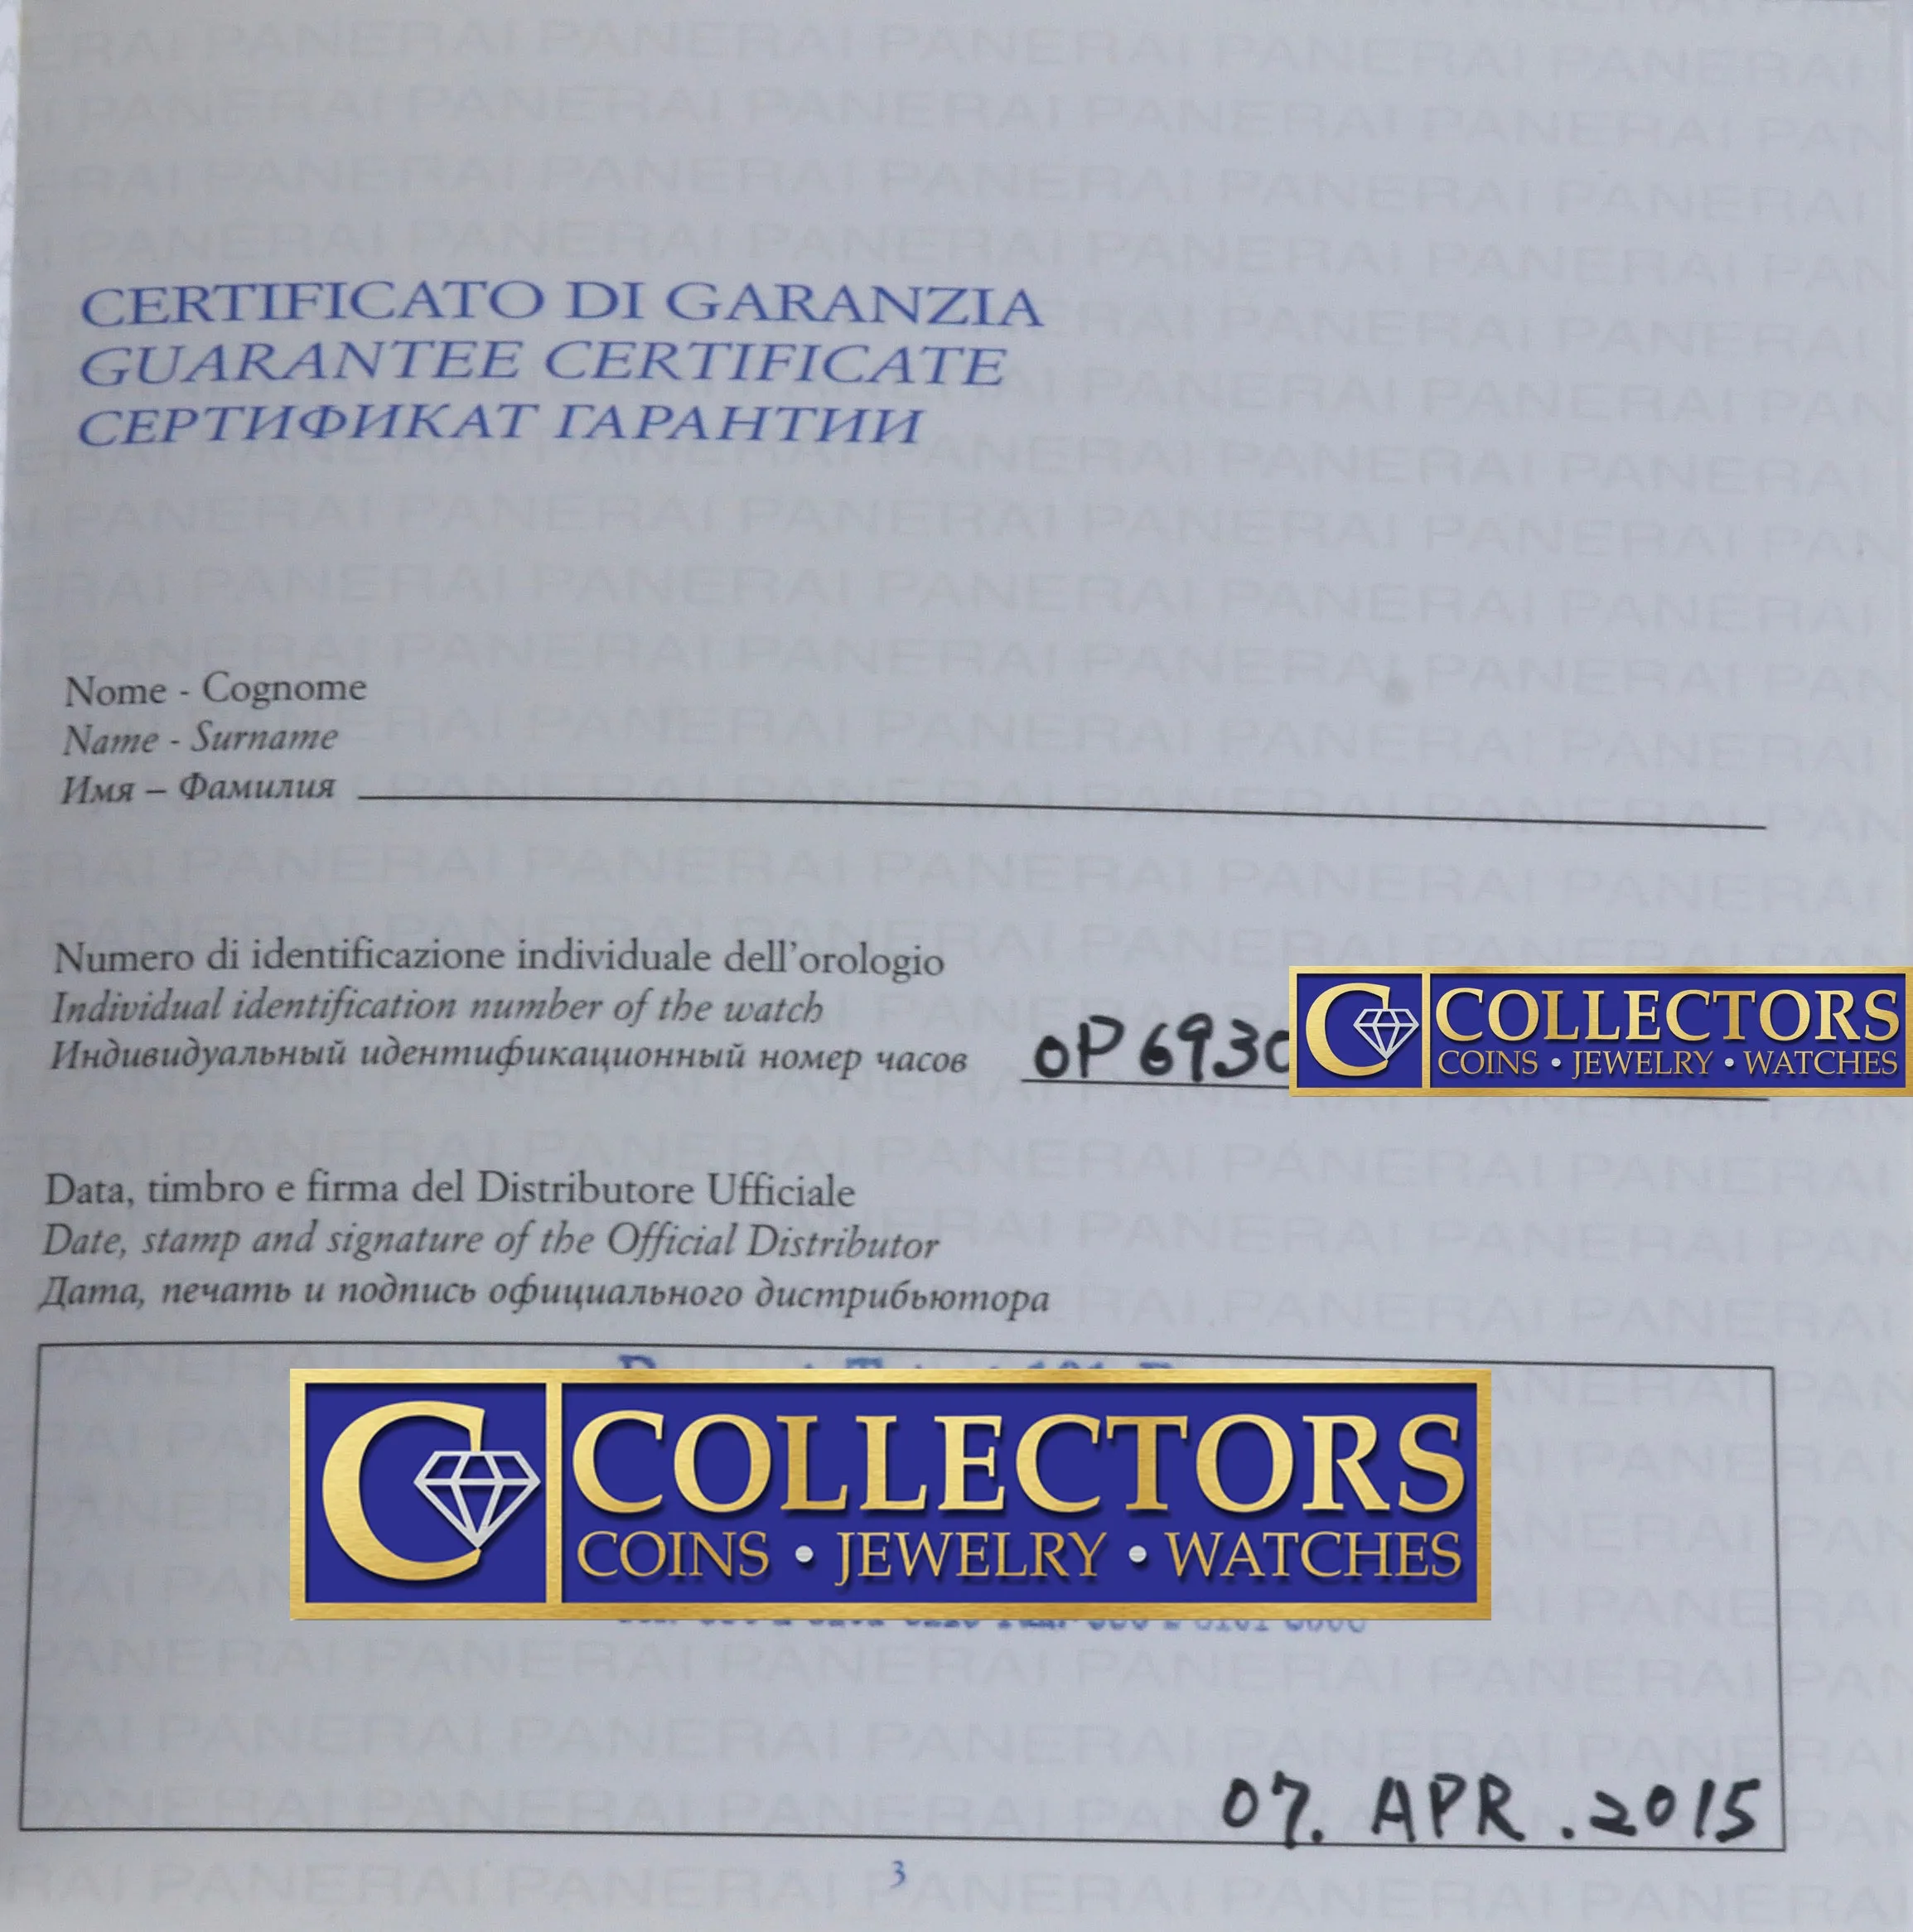 CERTIFICATO DI GARANZIA
GUARANTEE CERTIFICATE
СЕРТИФИКАТ ГАРАНТИИ
Nome - Cognome
Name - Surname
Имя – Фамилия
Numero di identificazione individuale dell'orologio
Individual identification number of the watch
Индивидуальный идентификационный номер часов OP 6930
COLLECTORS
COINS • JEWELRY • WATCHES
Data, timbro e firma del Distributore Ufficiale
Date, stamp and signature of the Official Distributor
Дата, печать и подпись официального дистрибьютора
COLLECTORS
COINS • JEWELRY • WATCHES
07. APR. 2015
3